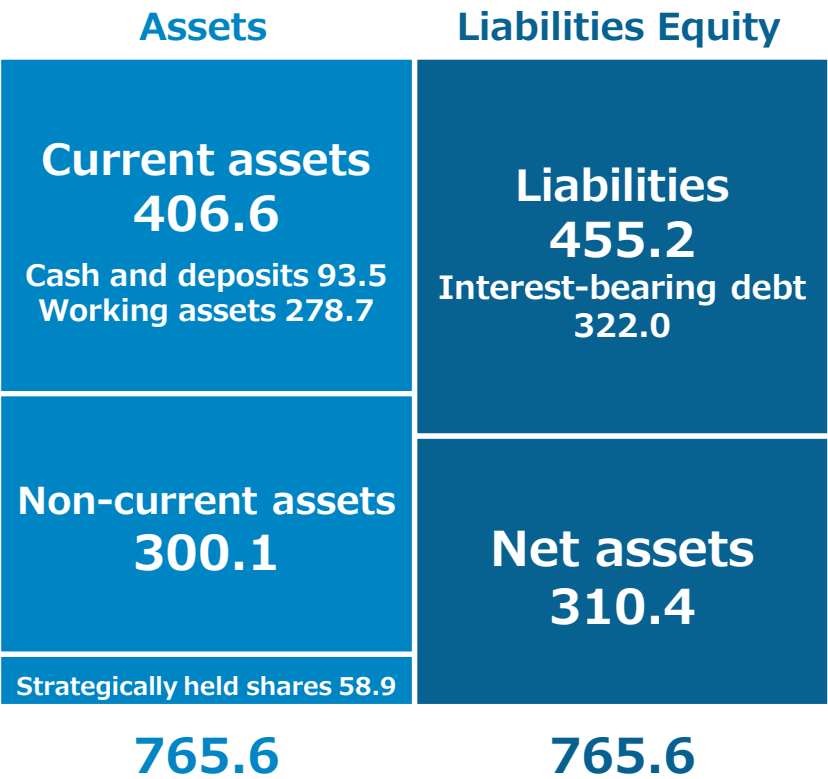 Assets
Current assets
406.6
Cash and deposits 93.5
Working assets 278.7
Non-current assets
300.1
Strategically held shares 58.9
765.6
Liabilities Equity
Liabilities
455.2
Interest-bearing debt
322.0
Net assets
310.4
765.6